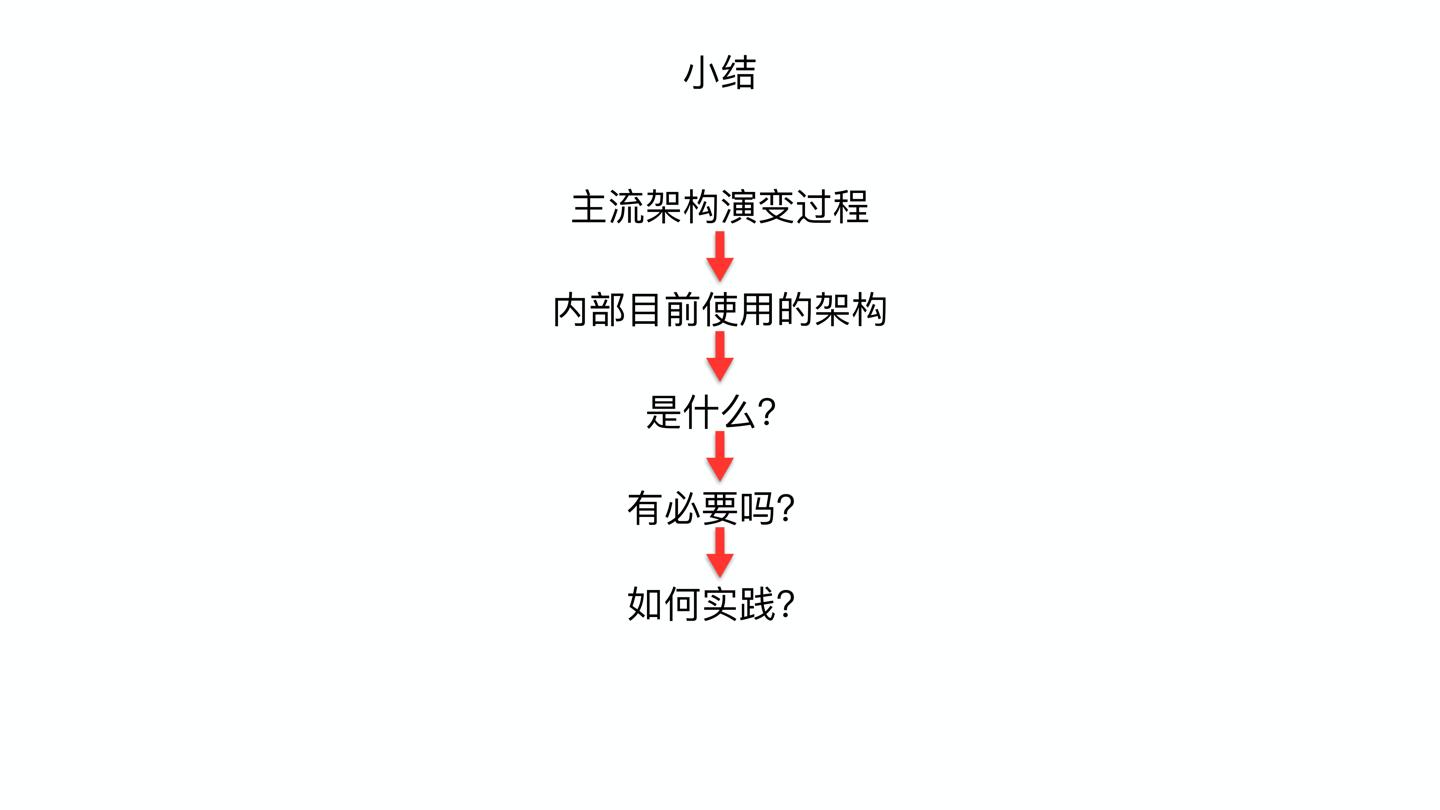 小结
主流架构演变过程
内部目前使用的架构
是什么?
有必要吗?
如何实践?